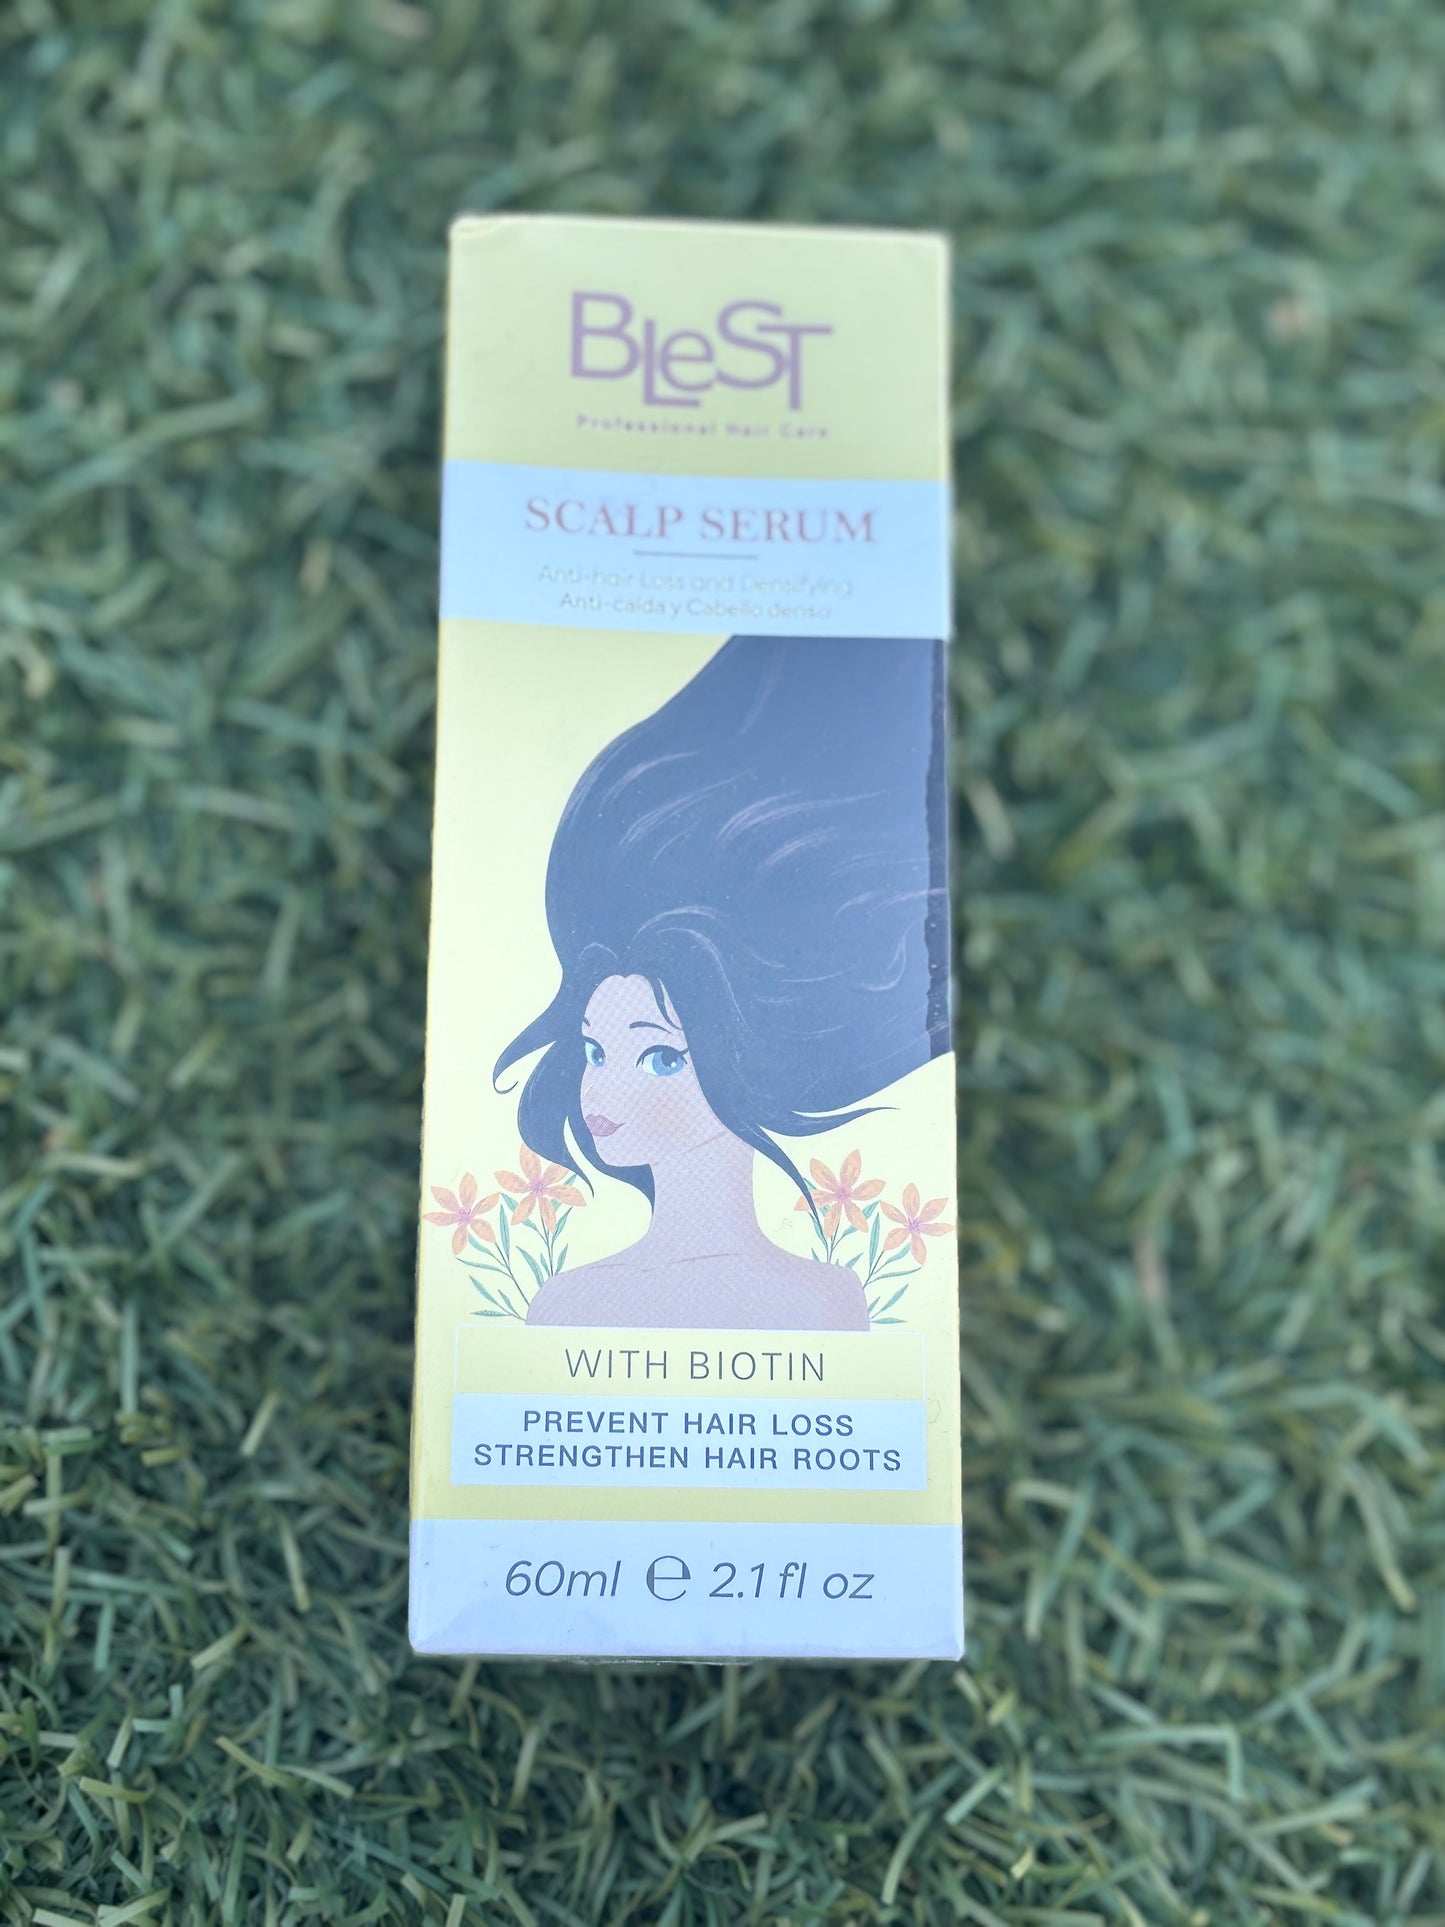 BLeST
Professional Hair Care
SCALP SERUM
Anti-hair Loss and Densifying
Anti-caída y Cabello denso
WITH BIOTIN
PREVENT HAIR LOSS
STRENGTHEN HAIR ROOTS
60ml ℮ 2.1 fl oz